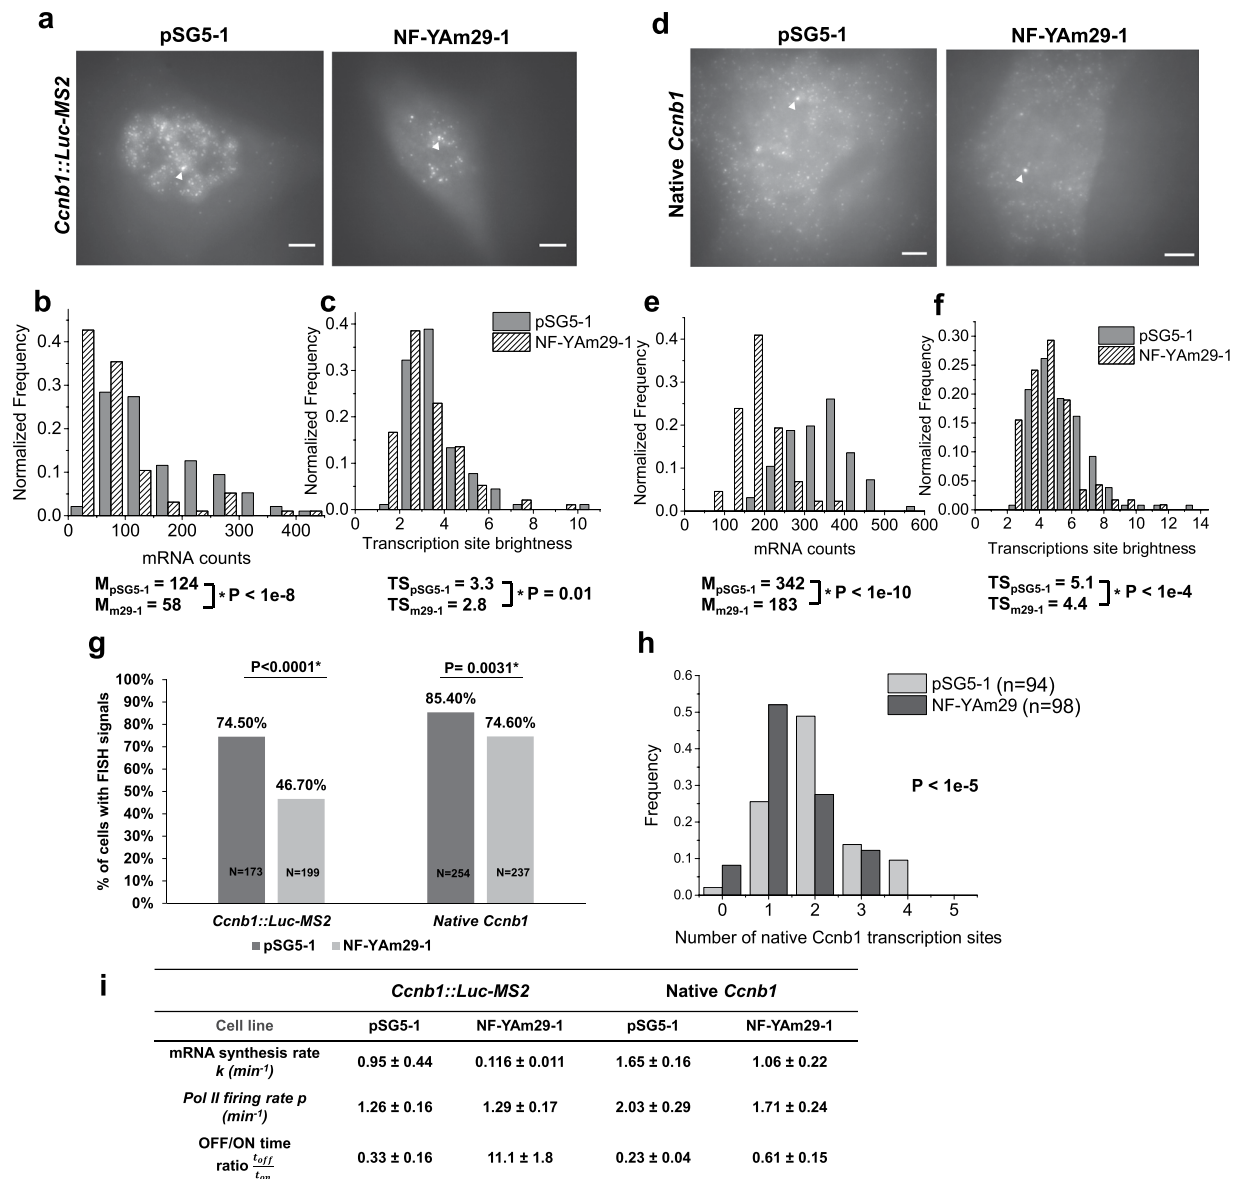 a
pSG5-1
NF-YAm29-1
Ccnb1::Luc-MS2
d
pSG5-1
NF-YAm29-1
Native Ccnb1
b
Normalized Frequency
0.4
0.3
0.2
0.1
0.0
0 100 200 300 400
mRNA counts
M pSG5-1 = 124
M m29-1 = 58
* P < 1e-8
c
Normalized Frequency
0.4
0.3
0.2
0.1
0.0
2 4 6 8 10
Transcription site brightness
pSG5-1
NF-YAm29-1
TS pSG5-1 = 3.3
TS m29-1 = 2.8
* P = 0.01
e
Normalized Frequency
0.4
0.3
0.2
0.1
0.0
0 100 200 300 400 500 600
mRNA counts
M pSG5-1 = 342
M m29-1 = 183
* P < 1e-10
f
Normalized Frequency
0.30
0.25
0.20
0.15
0.10
0.05
0.00
0 2 4 6 8 10 12 14
Transcriptions site brightness
pSG5-1
NF-YAm29-1
TS pSG5-1 = 5.1
TS m29-1 = 4.4
* P < 1e-4
g
% of cells with FISH signals
100%
90%
80%
70%
60%
50%
40%
30%
20%
10%
0%
P<0.0001*
P= 0.0031*
74.50%
46.70%
85.40%
74.60%
N=173
N=199
N=254
N=237
Ccnb1::Luc-MS2
Native Ccnb1
pSG5-1 NF-YAm29-1
h
Frequency
0.6
0.5
0.4
0.3
0.2
0.1
0.0
0 1 2 3 4 5
Number of native Ccnb1 transcription sites
pSG5-1 (n=94)
NF-YAm29 (n=98)
P < 1e-5
i
Ccnb1::Luc-MS2 Native Ccnb1
Cell line pSG5-1 NF-YAm29-1 pSG5-1 NF-YAm29-1
mRNA synthesis rate
k (min-1) 0.95 ± 0.44 0.116 ± 0.011 1.65 ± 0.16 1.06 ± 0.22
Pol II firing rate p
(min-1) 1.26 ± 0.16 1.29 ± 0.17 2.03 ± 0.29 1.71 ± 0.24
OFF/ON time
ratio toff/ton 0.33 ± 0.16 11.1 ± 1.8 0.23 ± 0.04 0.61 ± 0.15